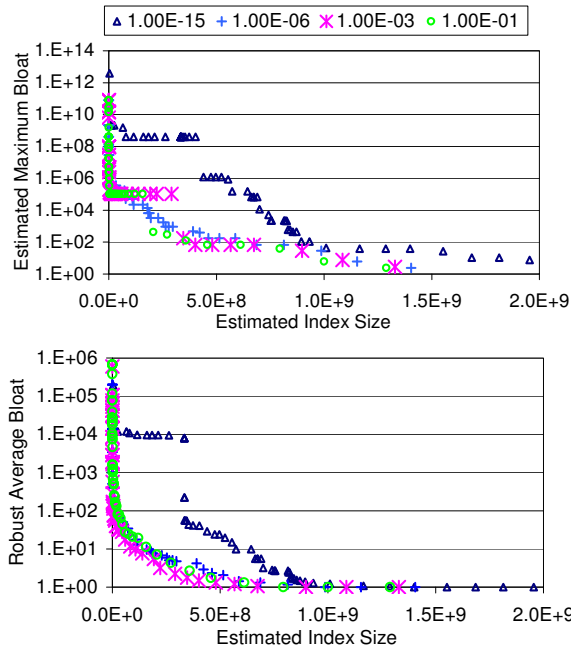 1.00E-15 1.00E-06 1.00E-03 1.00E-01
Estimated Maximum Bloat
1.E+14
1.E+12
1.E+10
1.E+08
1.E+06
1.E+04
1.E+02
1.E+00
0.0E+0 5.0E+8 1.0E+9 1.5E+9 2.0E+9
Estimated Index Size
Robust Average Bloat
1.E+06
1.E+05
1.E+04
1.E+03
1.E+02
1.E+01
1.E+00
0.0E+0 5.0E+8 1.0E+9 1.5E+9 2.0E+9
Estimated Index Size